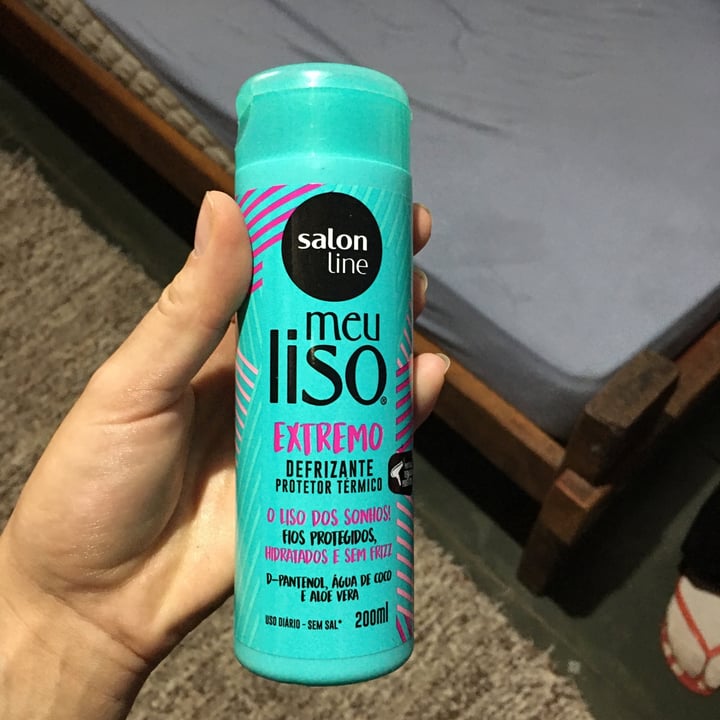 salon
line
meu
liso®
EXTREMO
DEFRIZANTE
PROTETOR TÉRMICO
O LISO DOS SONHOS!
FIOS PROTEGIDOS,
HIDRATADOS E SEM FRIZZ
D-PANTENOL, ÁGUA DE COCO
E ALOE VERA
USO DIÁRIO - SEM SAL*
200ml